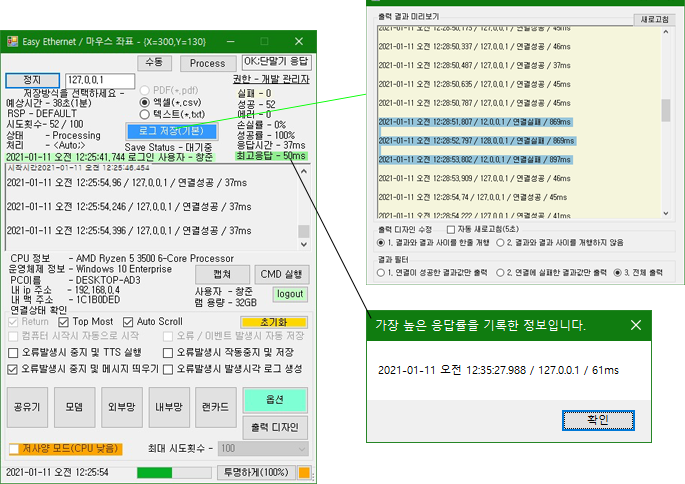 Easy Ethernet / 마우스 좌표 - {X=300,Y=130}
수동
Process
OK;단말기 응답
정지
127,0,0,1
권한 - 개발 관리자
저장방식을 선택하세요 -
예상시간 - 38초(1분)
RSP - DEFAULT
시도횟수- 52 / 100
상태 - Processing
처리 - <Auto;>
PDF(*,pdf)
엑셀(*,csv)
텍스트(*,txt)
로그 저장(기본)
Save Status - 대기중
실패 - 0
성공 - 52
에러 - 0
손실률 - 0%
성공률 - 100%
응답시간 - 37ms
최고응답 - 50ms
2021-01-11 오전 12:25:41,744 로그인 사용자 - 창준
시작시간2021-01-11 오전 12:25:46,454
2021-01-11 오전 12:25:54,96 / 127,0,0,1 / 연결성공 / 37ms
2021-01-11 오전 12:25:54,246 / 127,0,0,1 / 연결성공 / 37ms
2021-01-11 오전 12:25:54,396 / 127,0,0,1 / 연결성공 / 37ms
CPU 정보 - AMD Ryzen 5 3500 6-Core Processor
운영체제 정보 - Windows 10 Enterprise
PC이름 - DESKTOP-AD3
내 ip 주소 - 192,168,0,4
내 맥 주소 - 1C1B0DED
캡쳐
CMD 실행
사용자 - 창준
램 용량 - 32GB
logout
연결상태 확인
Return
Top Most
Auto Scroll
초기화
컴퓨터 시작시 자동으로 시작
오류 / 이벤트 발생시 자동 저장
오류발생시 중지 및 TTS 실행
오류발생시 작동중지 및 저장
오류발생시 중지 및 메시지 띄우기
오류발생시 발생시각 로그 생성
공유기
모뎀
외부망
내부망
랜카드
옵션
출력 디자인
저사양 모드(CPU 낮음)
최대 시도횟수 -
100
2021-01-11 오전 12:25:54
투명하게(100%)
출력 결과 미리보기
새로고침
2021-01-11 오전 12:28:50,175 / 127,0,0,1 / 연결성공 / 45ms
2021-01-11 오전 12:28:50,337 / 127,0,0,1 / 연결성공 / 46ms
2021-01-11 오전 12:28:50,487 / 127,0,0,1 / 연결성공 / 37ms
2021-01-11 오전 12:28:50,635 / 127,0,0,1 / 연결성공 / 45ms
2021-01-11 오전 12:28:50,787 / 127,0,0,1 / 연결성공 / 37ms
2021-01-11 오전 12:28:51,807 / 127,0,0,1 / 연결실패 / 869ms
2021-01-11 오전 12:28:52,797 / 128,0,0,1 / 연결실패 / 869ms
2021-01-11 오전 12:28:53,802 / 127,0,0,1 / 연결실패 / 897ms
2021-01-11 오전 12:28:53,909 / 127,0,0,1 / 연결성공 / 45ms
2021-01-11 오전 12:28:54,74 / 127,0,0,1 / 연결성공 / 45ms
2021-01-11 오전 12:28:54,222 / 127,0,0,1 / 연결성공 / 41ms
출력 디자인 수정
자동 새로고침(5초)
1, 결과와 결과 사이를 한줄 개행
2, 결과와 결과 사이를 개행하지 않음
결과 필터
1, 연결이 성공한 결과값만 출력
2, 연결에 실패한 결과값만 출력
3, 전체 출력
가장 높은 응답률을 기록한 정보입니다.
2021-01-11 오전 12:35:27.988 / 127.0.0.1 / 61ms
확인